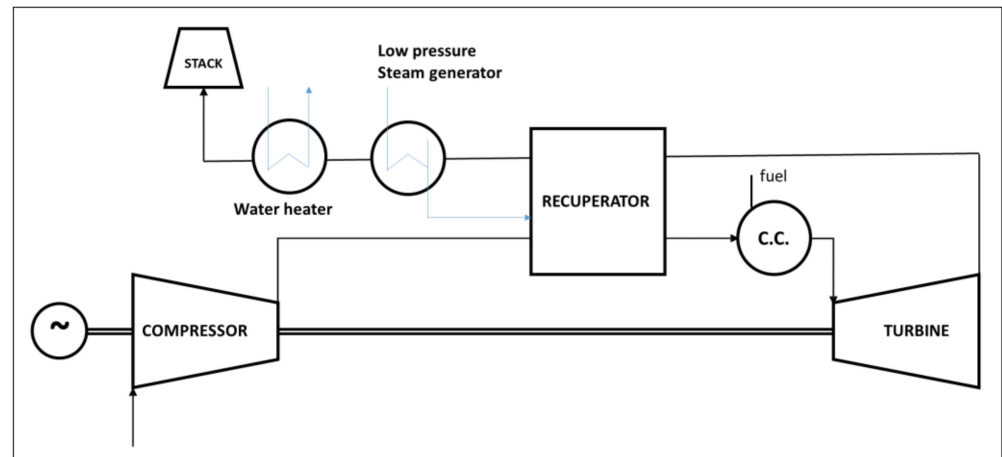 STACK
Low pressure
Steam generator
Water heater
RECUPERATOR
fuel
C.C.
~
COMPRESSOR
TURBINE